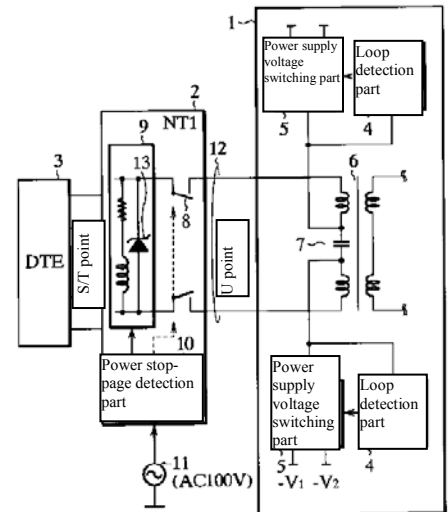 1
Power supply
voltage
switching part
Loop
detection
part
5
4
2
NT1
9
13
8
12
3
DTE
S/T point
U point
6
7
10
Power stop-
page detection
part
11
(AC100V)
Power
supply
voltage
switching
part
Loop
detection
part
5
4
-V1 -V2